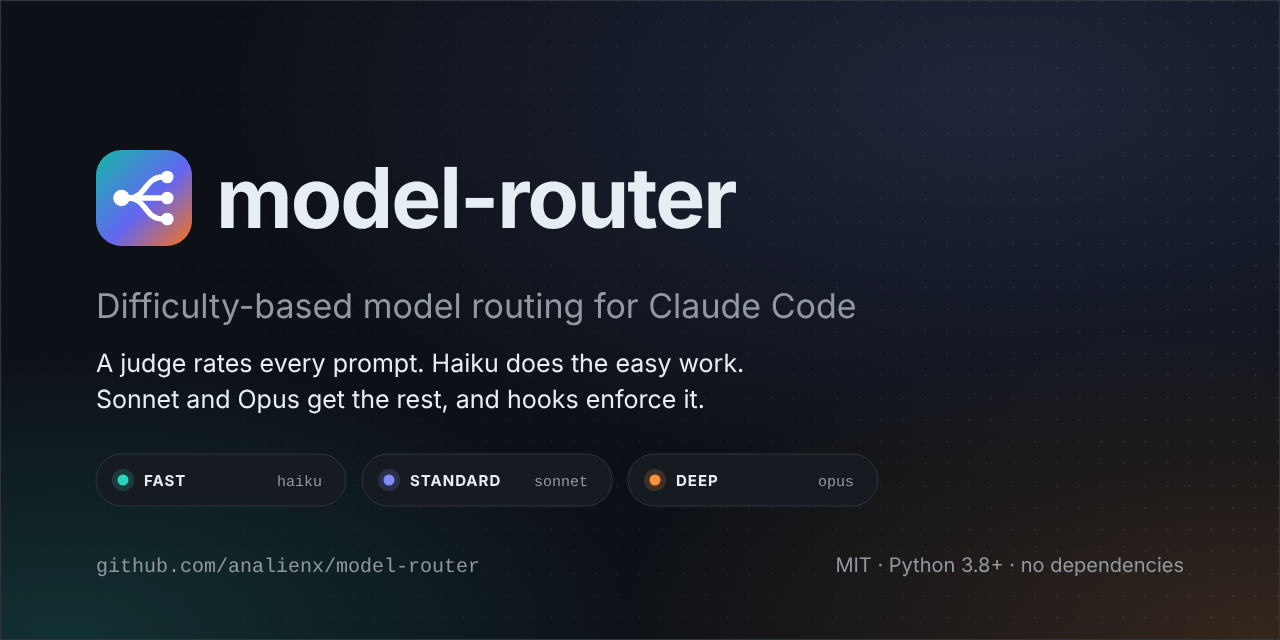 model-router
Difficulty-based model routing for Claude Code
A judge rates every prompt. Haiku does the easy work.
Sonnet and Opus get the rest, and hooks enforce it.
FAST haiku STANDARD sonnet DEEP opus
github.com/analienx/model-router MIT · Python 3.8+ · no dependencies